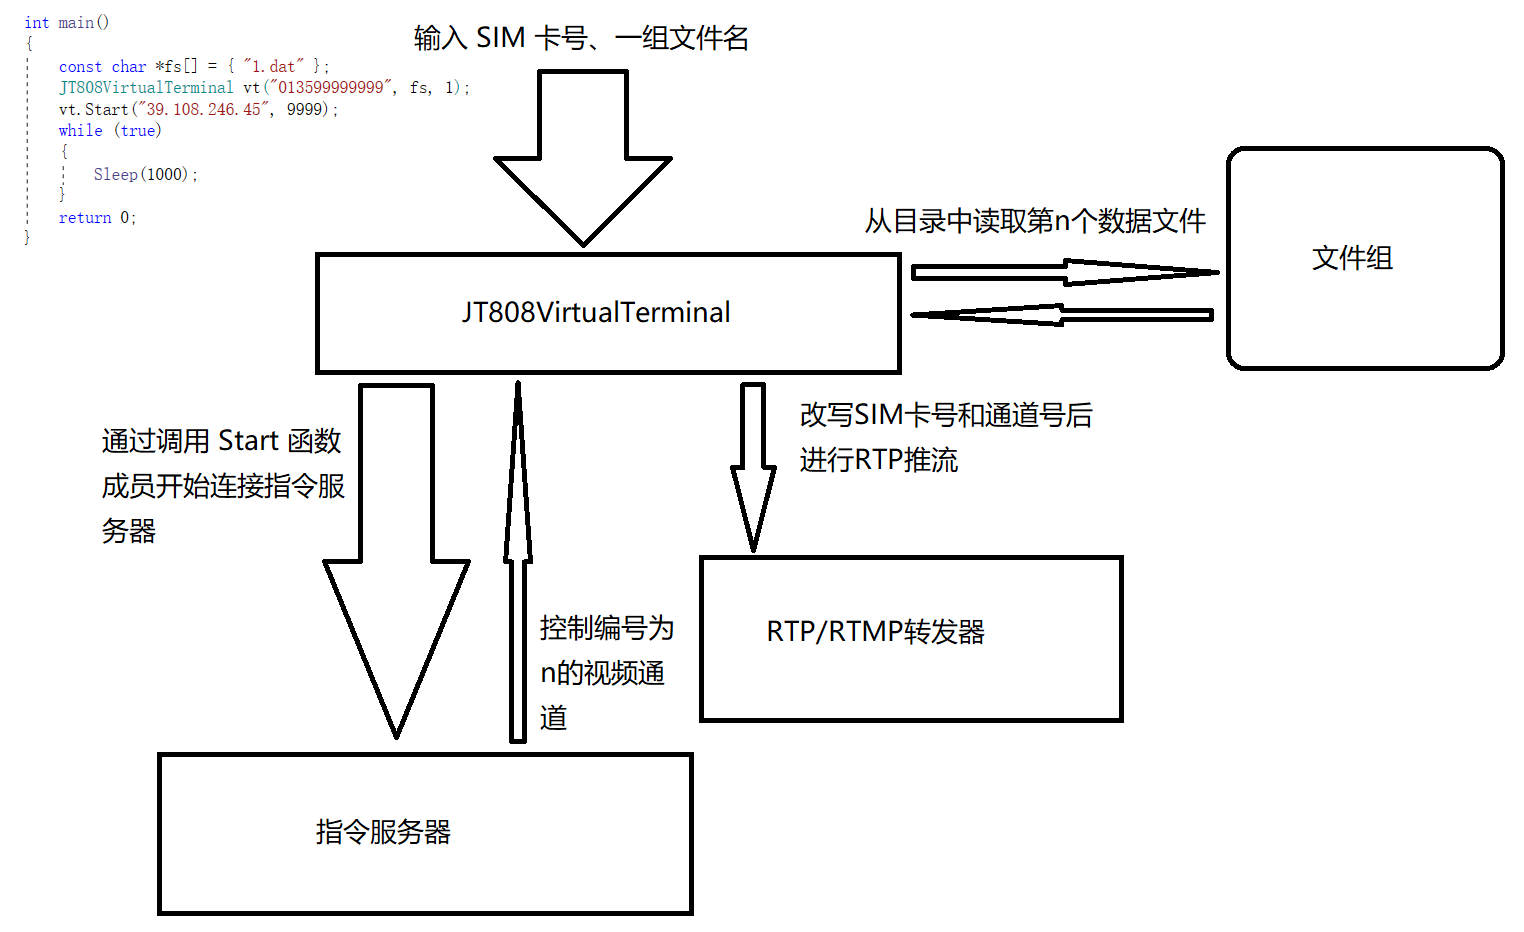 int main()
{
const char *fs[] = { "1.dat" };
JT808VirtualTerminal vt("013599999999", fs, 1);
vt.Start("39.108.246.45", 9999);
while (true)
{
Sleep(1000);
}
return 0;
}
输入 SIM 卡号、一组文件名
从目录中读取第n个数据文件
文件组
JT808VirtualTerminal
通过调用 Start 函数
成员开始连接指令服
务器
改写SIM卡号和通道号后
进行RTP推流
控制编号为
n的视频通
道
RTP/RTMP转发器
指令服务器